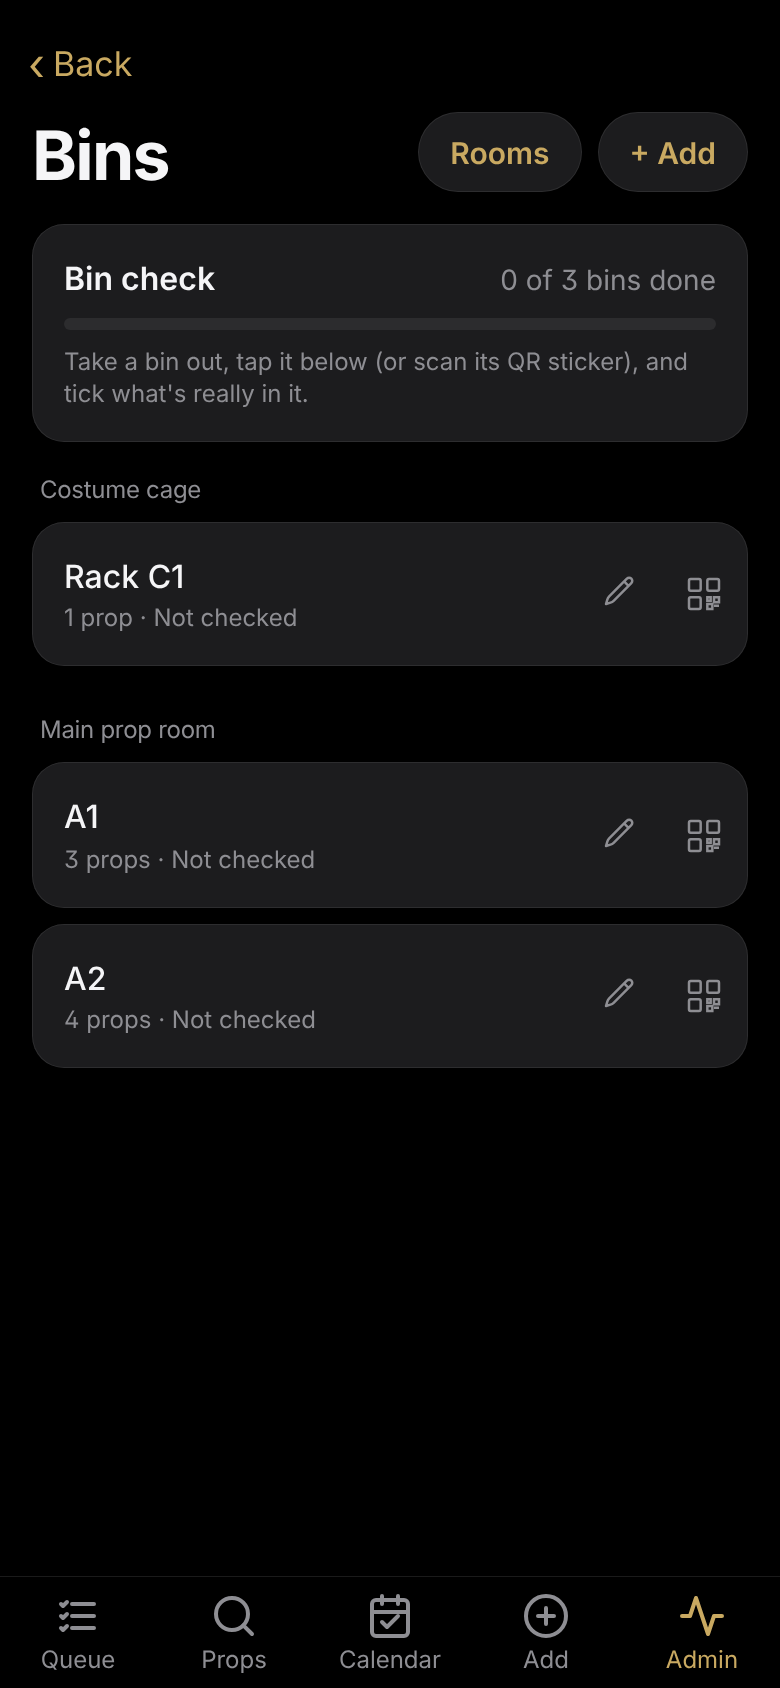 ‹ Back
Bins
Rooms
+ Add
Bin check
0 of 3 bins done
Take a bin out, tap it below (or scan its QR sticker), and
tick what's really in it.
Costume cage
Rack C1
1 prop · Not checked
Main prop room
A1
3 props · Not checked
A2
4 props · Not checked
Queue
Props
Calendar
Add
Admin